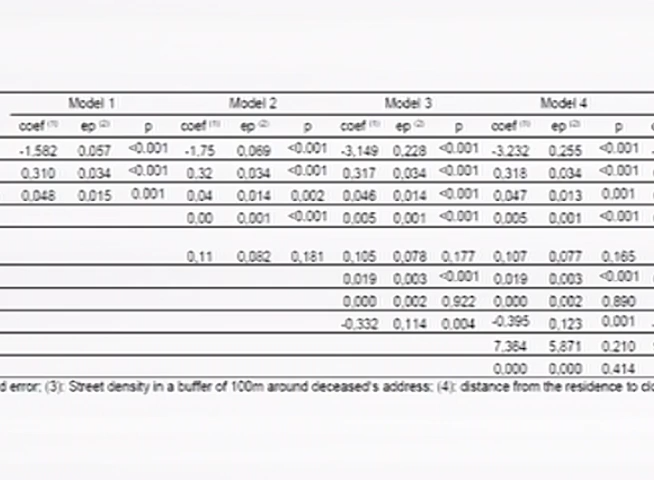 Model 1 Model 2 Model 3 Model 4
coef (1) ep (2) p coef (1) ep (2) p coef (1) ep (2) p coef (1) ep (2) p
-1,582 0,057 <0.001 -1,75 0,069 <0.001 -3,149 0,228 <0.001 -3,232 0,255 <0.001
0,310 0,034 <0.001 0,32 0,034 <0.001 0,317 0,034 <0.001 0,318 0,034 <0.001
0,048 0,015 0.001 0,04 0,014 0,002 0,046 0,014 <0.001 0,047 0,013 0,001
0,00 0,001 <0.001 0,005 0,001 <0.001 0,005 0,001 <0.001
0,11 0,082 0,181 0,105 0,078 0,177 0,107 0,077 0,165
0,019 0,003 <0.001 0,019 0,003 <0.001
0,000 0,002 0,922 0,000 0,002 0,890
-0,332 0,114 0,004 -0,395 0,123 0,001
7,364 5,871 0,210
0,000 0,000 0,414
error; (3): Street density in a buffer of 100m around deceased's address; (4): distance from the residence to